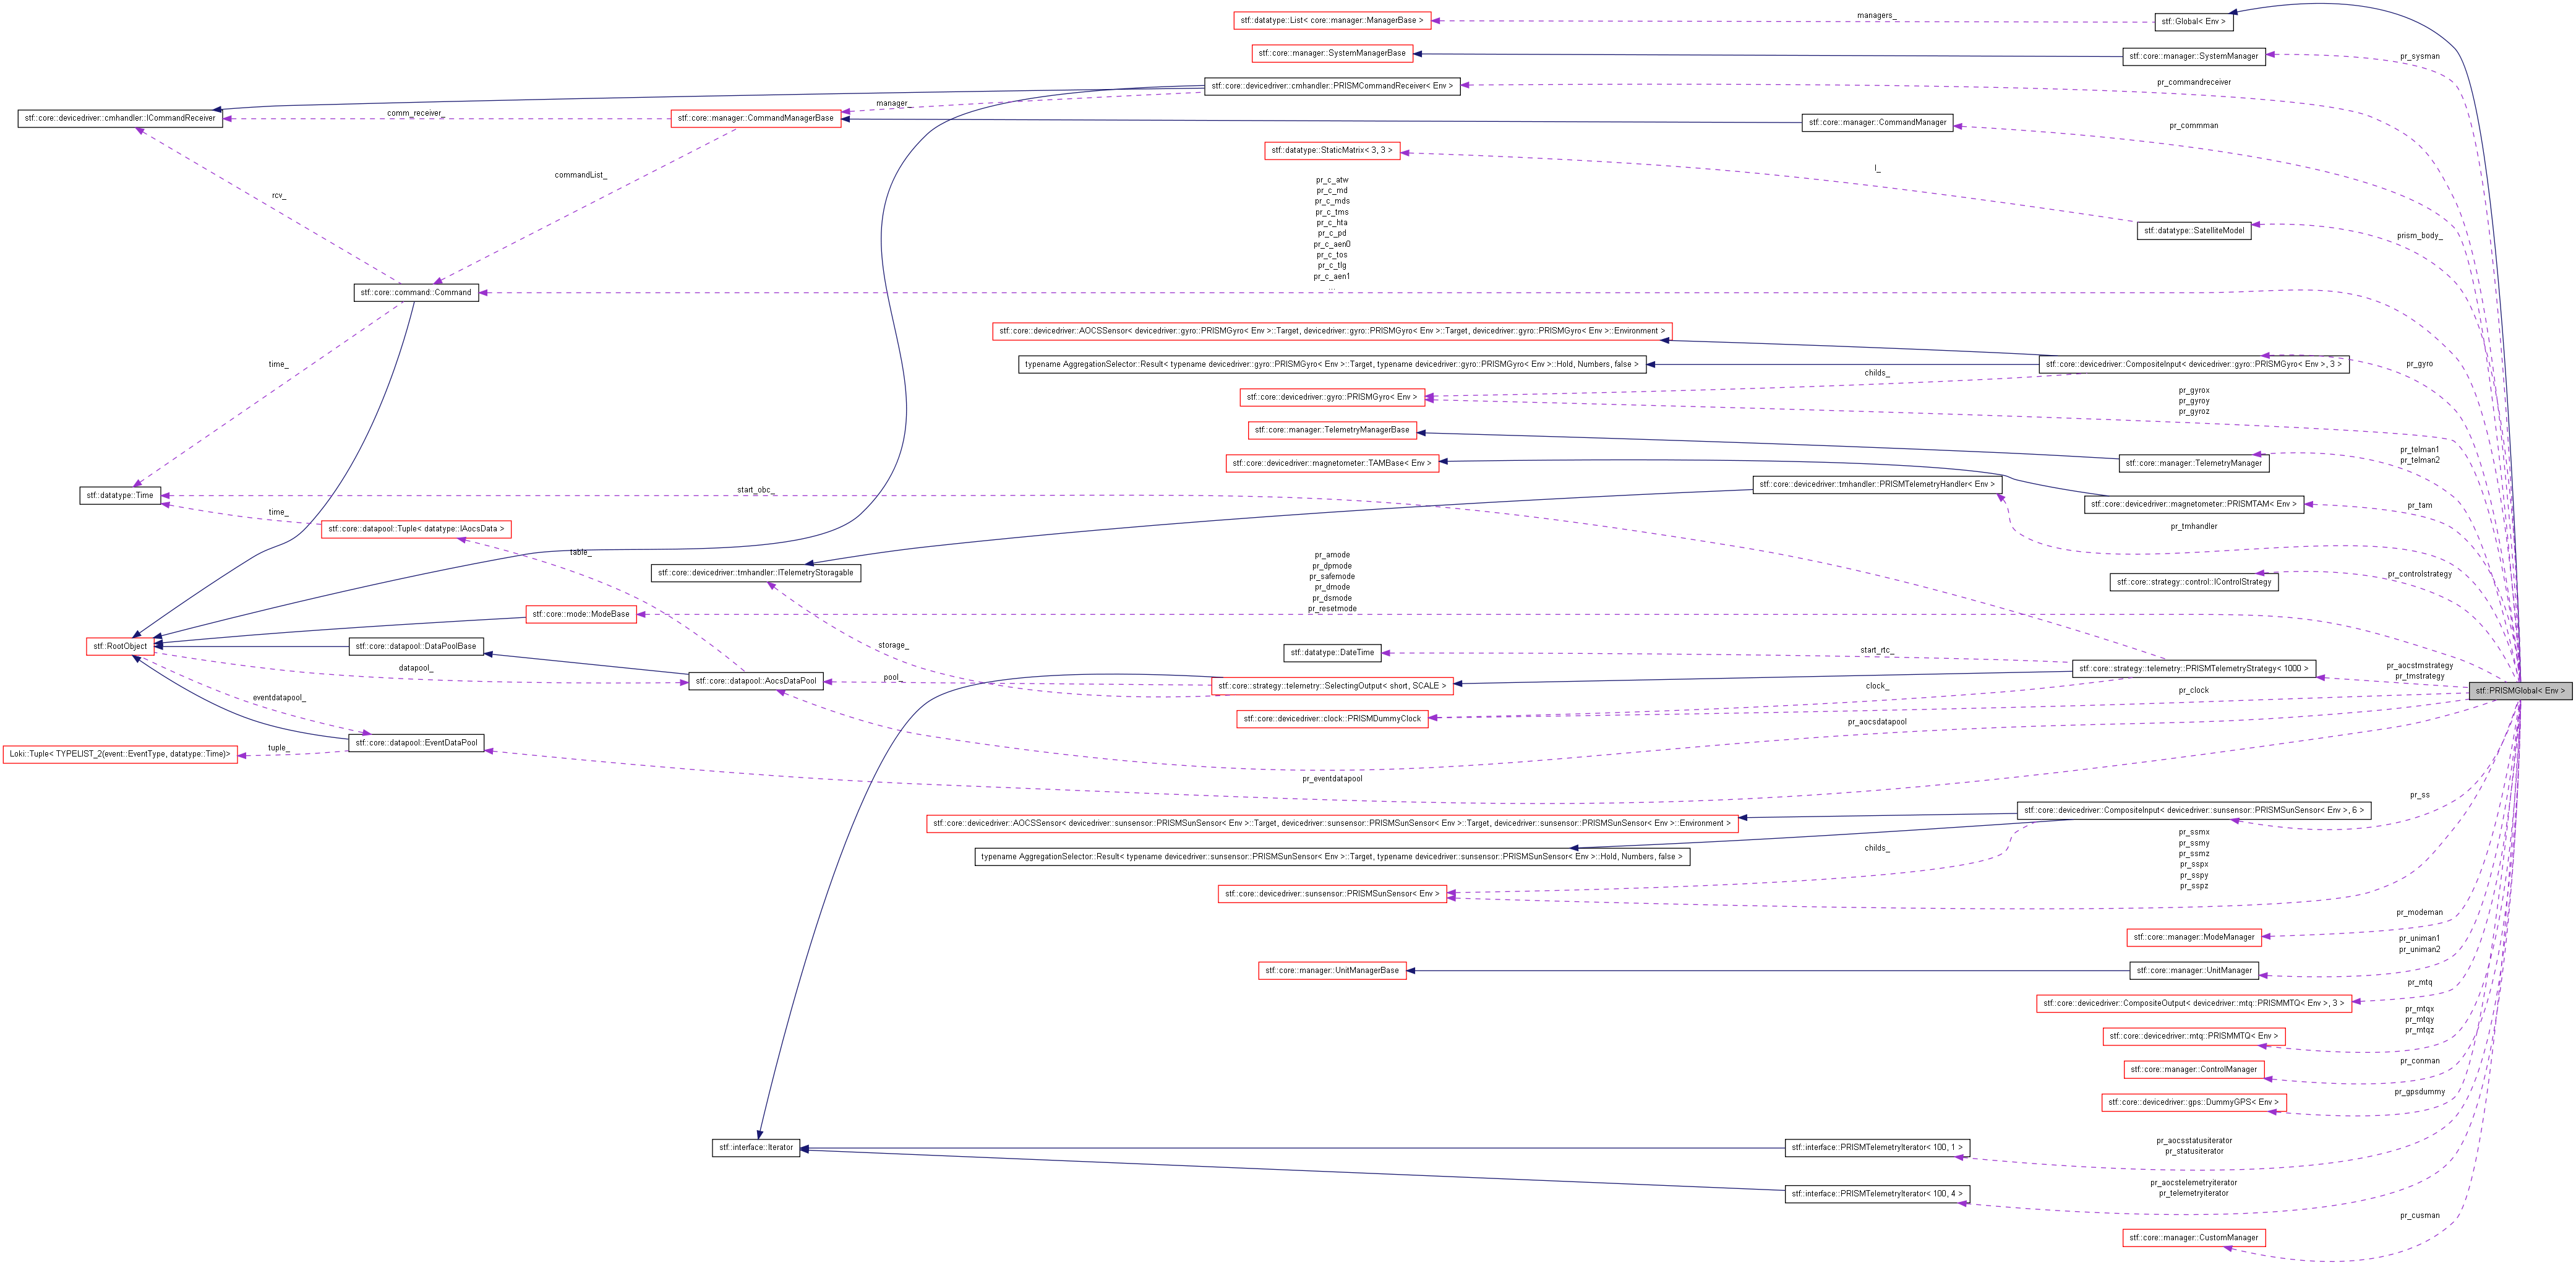 stf::datatype::List< core::manager::ManagerBase >
managers_
stf::Global< Env >
stf::core::manager::SystemManagerBase
stf::core::manager::SystemManager
pr_sysman
stf::core::devicedriver::cmhandler::PRISMCommandReceiver< Env >
pr_commandreceiver
manager_
stf::core::devicedriver::cmhandler::ICommandReceiver
comm_receiver_
stf::core::manager::CommandManagerBase
stf::core::manager::CommandManager
pr_commman
stf::datatype::StaticMatrix< 3, 3 >
I_
commandList_
rcv_
pr_c_atw
pr_c_md
pr_c_mds
pr_c_tms
pr_c_hta
pr_c_pd
pr_c_aen0
pr_c_tos
pr_c_tlg
pr_c_aen1
...
stf::datatype::SatelliteModel
prism_body_
stf::core::command::Command
stf::core::devicedriver::AOCSSensor< devicedriver::gyro::PRISMGyro< Env >::Target, devicedriver::gyro::PRISMGyro< Env >::Target, devicedriver::gyro::PRISMGyro< Env >::Environment >
typename AggregationSelector::Result< typename devicedriver::gyro::PRISMGyro< Env >::Target, typename devicedriver::gyro::PRISMGyro< Env >::Hold, Numbers, false >
stf::core::devicedriver::CompositeInput< devicedriver::gyro::PRISMGyro< Env >, 3 >
pr_gyro
time_
childs_
stf::core::devicedriver::gyro::PRISMGyro< Env >
pr_gyrox
pr_gyroy
pr_gyroz
stf::core::manager::TelemetryManagerBase
stf::core::manager::TelemetryManager
pr_telman1
pr_telman2
stf::core::devicedriver::magnetometer::TAMBase< Env >
stf::core::devicedriver::tmhandler::PRISMTelemetryHandler< Env >
stf::core::devicedriver::magnetometer::PRISMTAM< Env >
pr_tam
stf::datatype::Time
start_obc_
time_
stf::core::datapool::Tuple< datatype::IAocsData >
pr_tmhandler
table_
stf::core::devicedriver::tmhandler::ITelemetryStoragable
pr_amode
pr_dpmode
pr_safemode
pr_dmode
pr_dsmode
pr_resetmode
stf::core::strategy::control::IControlStrategy
pr_controlstrategy
stf::core::mode::ModeBase
stf::RootObject
stf::core::datapool::DataPoolBase
storage_
stf::datatype::DateTime
start_rtc_
stf::core::strategy::telemetry::PRISMTelemetryStrategy< 1000 >
pr_aocstmstrategy
pr_tmstrategy
datapool_
stf::core::datapool::AocsDataPool
pool_
stf::core::strategy::telemetry::SelectingOutput< short, SCALE >
clock_
pr_clock
stf::PRISMGlobal< Env >
eventdatapool_
stf::core::devicedriver::clock::PRISMDummyClock
pr_aocsdatapool
Loki::Tuple< TYPELIST_2(event::EventType, datatype::Time)>
tuple_
stf::core::datapool::EventDataPool
pr_eventdatapool
stf::core::devicedriver::CompositeInput< devicedriver::sunsensor::PRISMSunSensor< Env >, 6 >
pr_ss
stf::core::devicedriver::AOCSSensor< devicedriver::sunsensor::PRISMSunSensor< Env >::Target, devicedriver::sunsensor::PRISMSunSensor< Env >::Target, devicedriver::sunsensor::PRISMSunSensor< Env >::Environment >
typename AggregationSelector::Result< typename devicedriver::sunsensor::PRISMSunSensor< Env >::Target, typename devicedriver::sunsensor::PRISMSunSensor< Env >::Hold, Numbers, false >
childs_
pr_ssmx
pr_ssmy
pr_ssmz
pr_sspx
pr_sspy
pr_sspz
stf::core::devicedriver::sunsensor::PRISMSunSensor< Env >
pr_modeman
stf::core::manager::ModeManager
pr_uniman1
pr_uniman2
stf::core::manager::UnitManagerBase
stf::core::manager::UnitManager
pr_mtq
stf::core::devicedriver::CompositeOutput< devicedriver::mtq::PRISMMTQ< Env >, 3 >
pr_mtqx
pr_mtqy
pr_mtqz
stf::core::devicedriver::mtq::PRISMMTQ< Env >
pr_conman
stf::core::manager::ControlManager
pr_gpsdummy
stf::core::devicedriver::gps::DummyGPS< Env >
stf::interface::Iterator
stf::interface::PRISMTelemetryIterator< 100, 1 >
pr_aocsstatusiterator
pr_statusiterator
stf::interface::PRISMTelemetryIterator< 100, 4 >
pr_aocstelemetryiterator
pr_telemetryiterator
pr_cusman
stf::core::manager::CustomManager